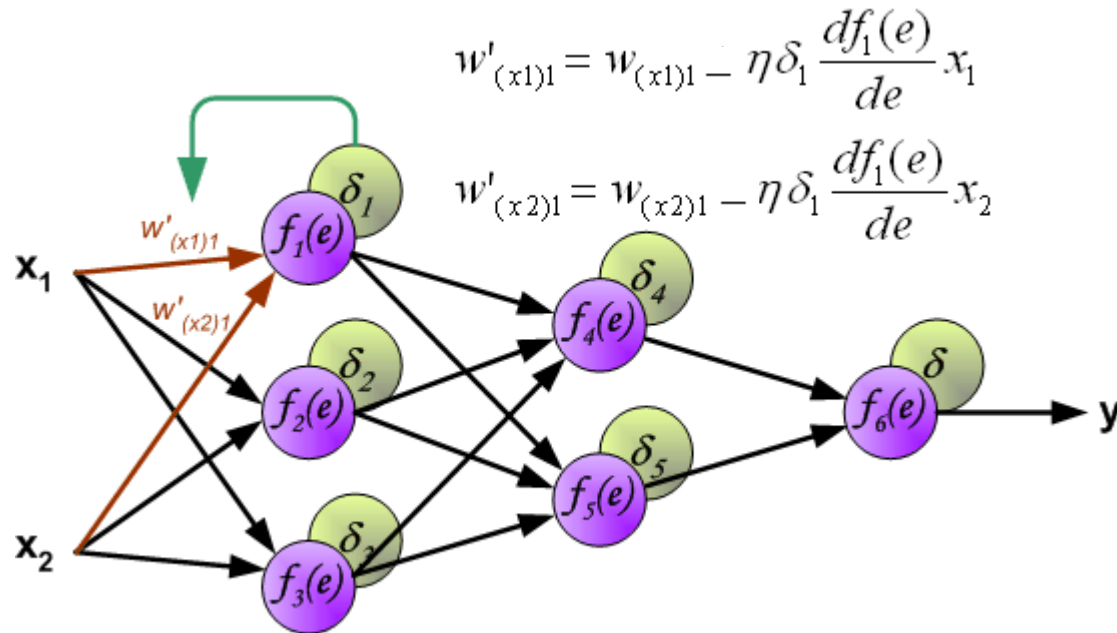 w'₍ₓ₁₎₁ = w₍ₓ₁₎₁ − ηδ₁ df₁(e)/de x₁
w'₍ₓ₂₎₁ = w₍ₓ₂₎₁ − ηδ₁ df₁(e)/de x₂
δ₁
f₁(e)
w'₍ₓ₁₎₁
x₁
w'₍ₓ₂₎₁
δ₄
f₄(e)
δ₂
f₂(e)
δ
f₆(e)
y
δ₅
f₅(e)
x₂
δ₃
f₃(e)